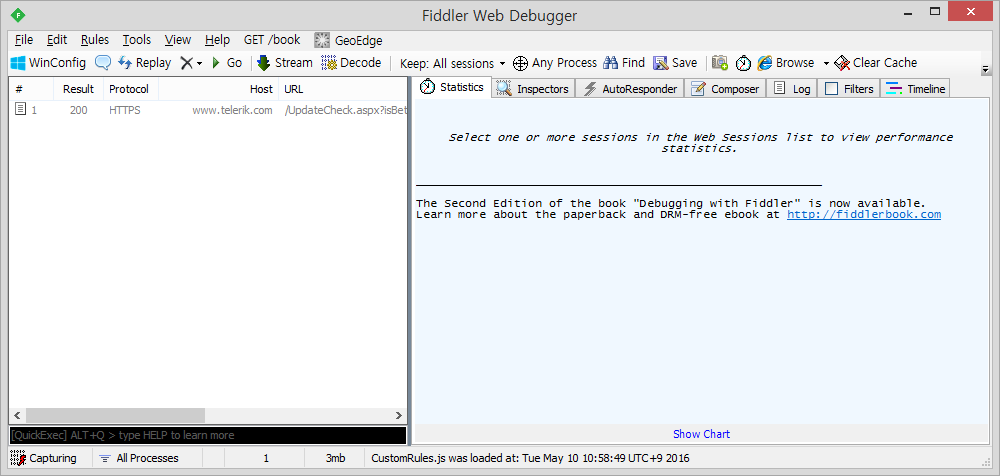 Fiddler Web Debugger
File Edit Rules Tools View Help GET /book GeoEdge
WinConfig Replay Go Stream Decode Keep: All sessions Any Process Find Save Browse Clear Cache
# Result Protocol Host URL
Statistics Inspectors AutoResponder Composer Log Filters Timeline
1 200 HTTPS www.telerik.com /UpdateCheck.aspx?isBet
Select one or more sessions in the Web Sessions list to view performance
statistics.
The Second Edition of the book "Debugging with Fiddler" is now available.
Learn more about the paperback and DRM-free ebook at http://fiddlerbook.com
Show Chart
[QuickExec] ALT+Q > type HELP to learn more
Capturing All Processes 1 3mb CustomRules.js was loaded at: Tue May 10 10:58:49 UTC+9 2016